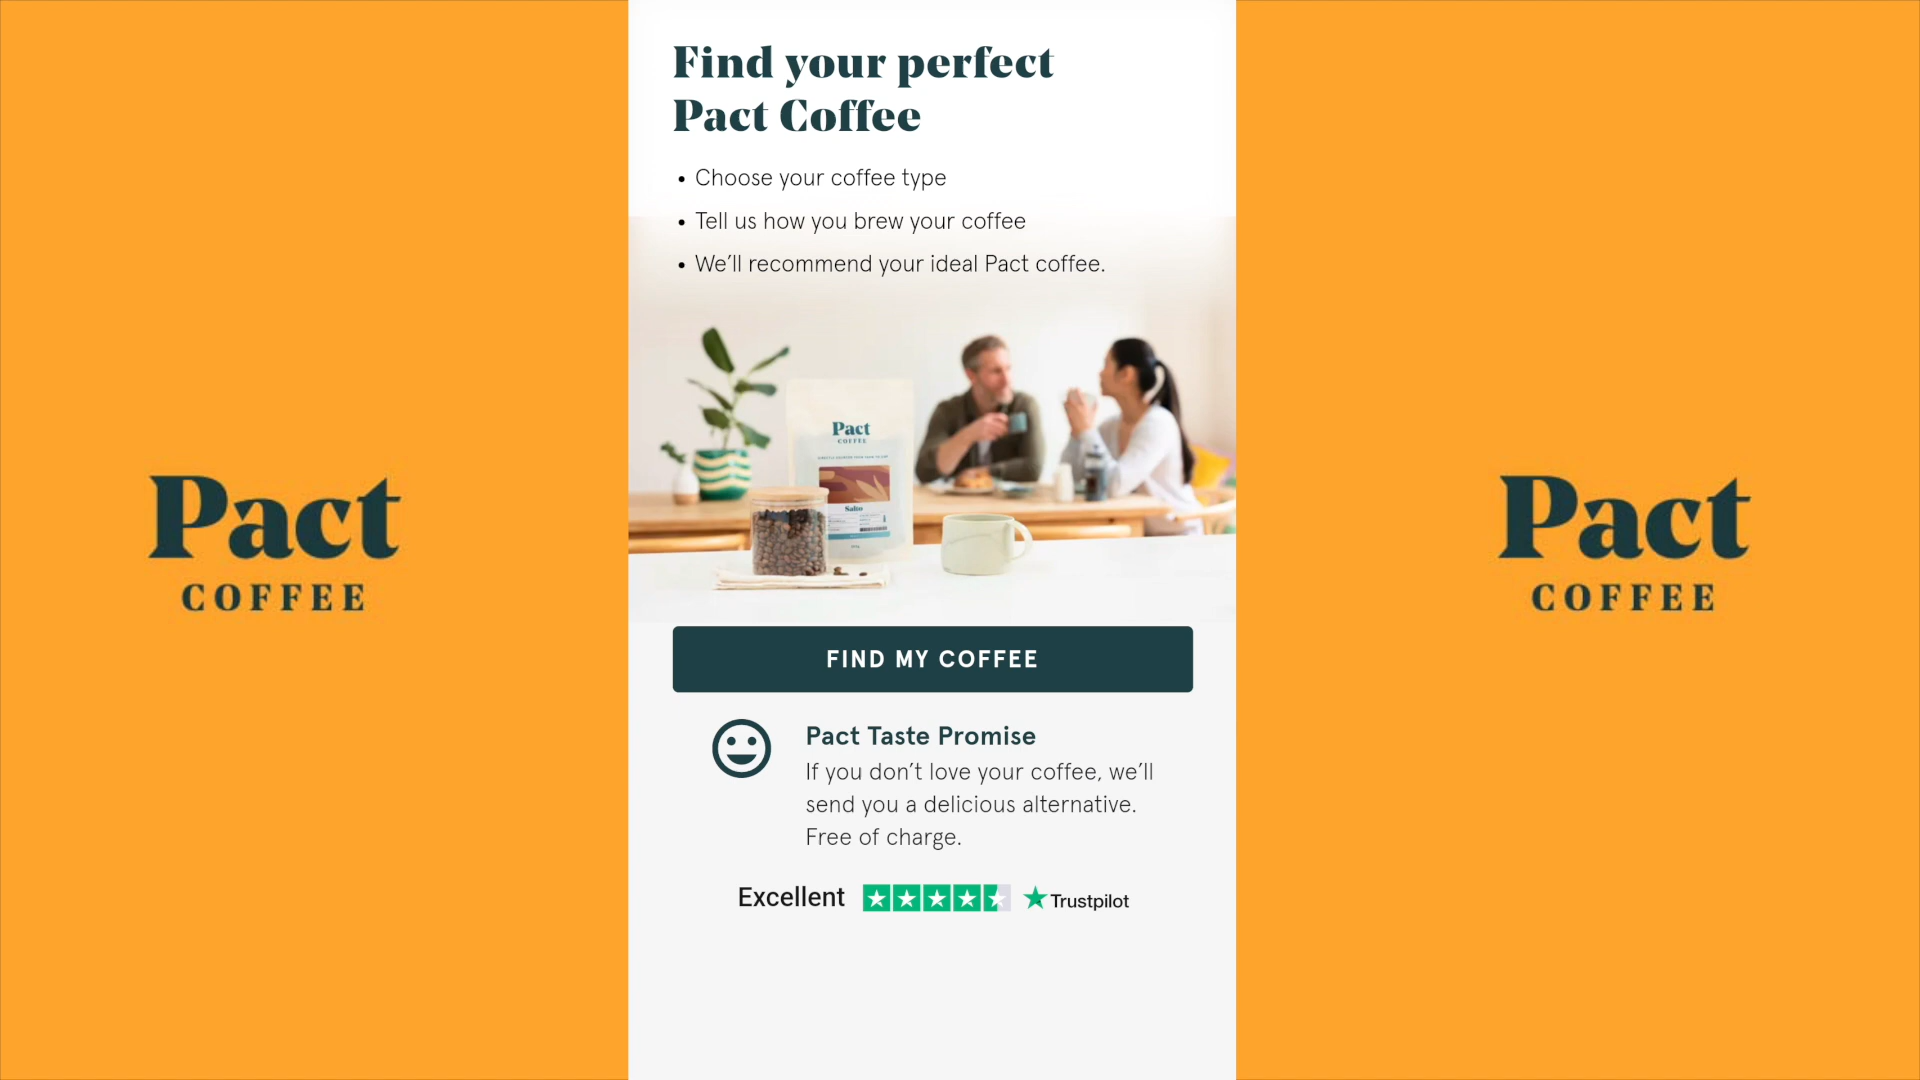 Find your perfect
Pact Coffee
• Choose your coffee type
• Tell us how you brew your coffee
• We’ll recommend your ideal Pact coffee.
Pact
COFFEE
Salto
Pact
COFFEE
Pact
COFFEE
FIND MY COFFEE
Pact Taste Promise
If you don’t love your coffee, we’ll
send you a delicious alternative.
Free of charge.
Excellent
Trustpilot